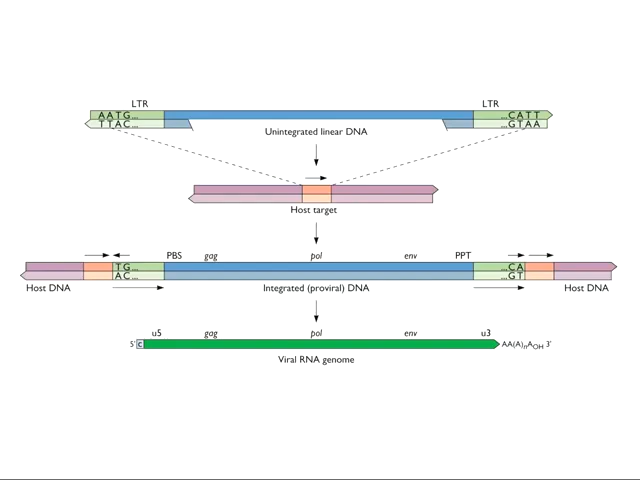 LTR LTR
AATG... ...CATT
TTAC... ...GTAA
Unintegrated linear DNA
Host target
PBS gag pol env PPT
TG... ...CA
AC... ...GT
Host DNA Integrated (proviral) DNA Host DNA
u5 gag pol env u3
5' c AA(A)nAOH 3'
Viral RNA genome